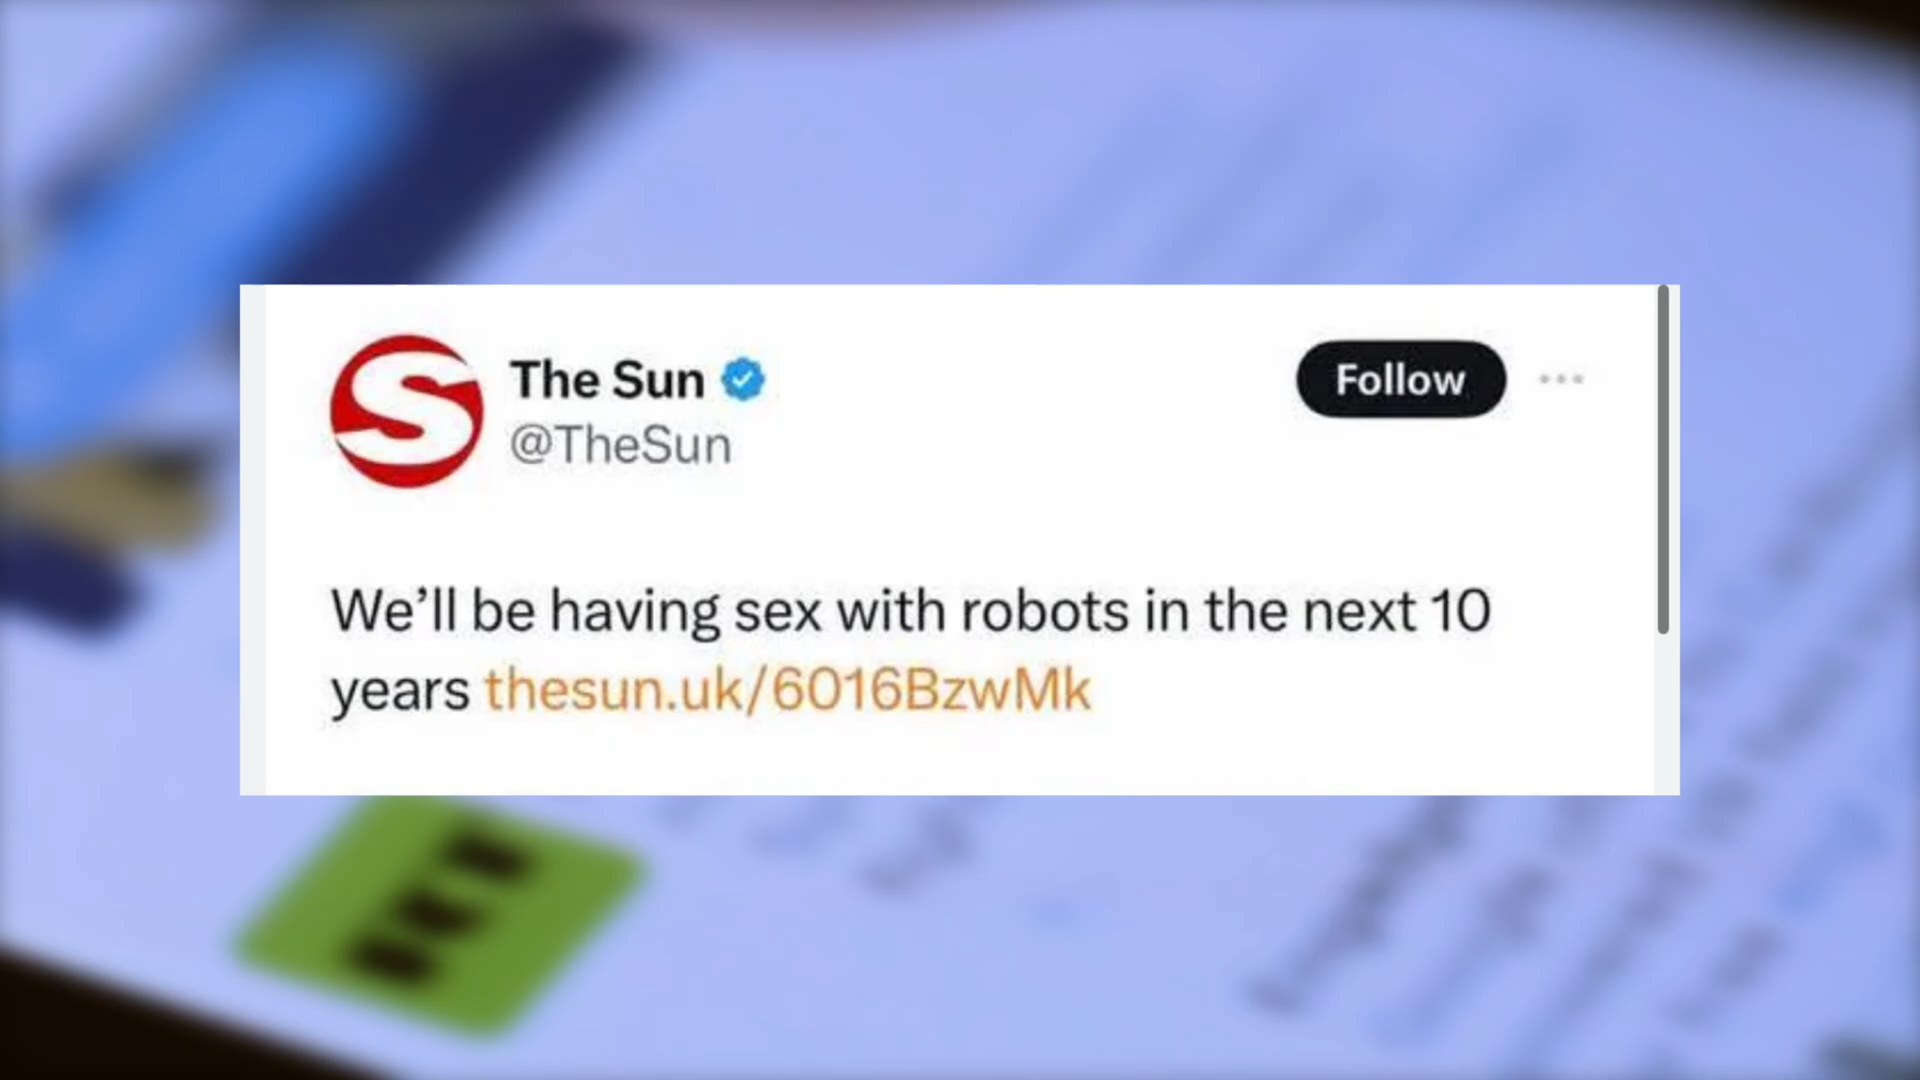 The Sun
@TheSun
Follow
We'll be having sex with robots in the next 10
years thesun.uk/6016BzwMk